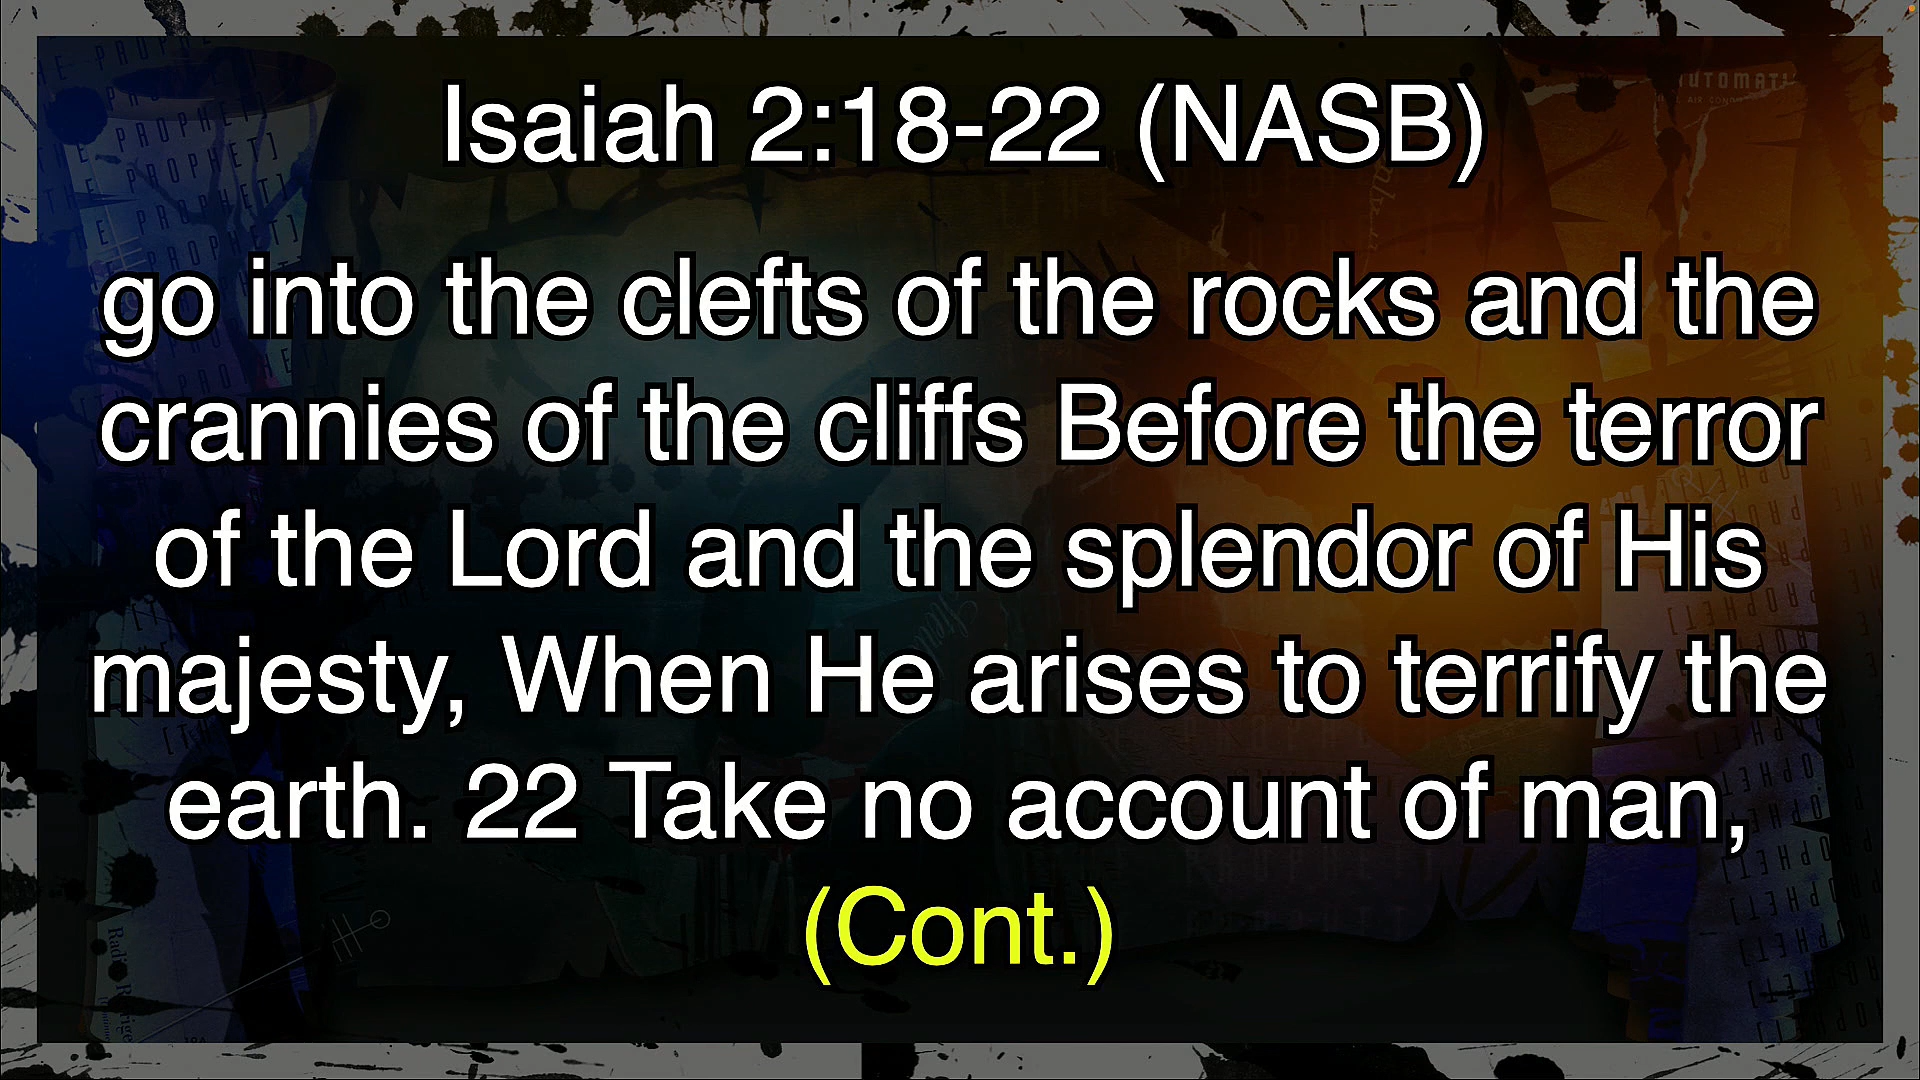 Isaiah 2:18-22 (NASB)
go into the clefts of the rocks and the
crannies of the cliffs Before the terror
of the Lord and the splendor of His
majesty, When He arises to terrify the
earth. 22 Take no account of man,
(Cont.)